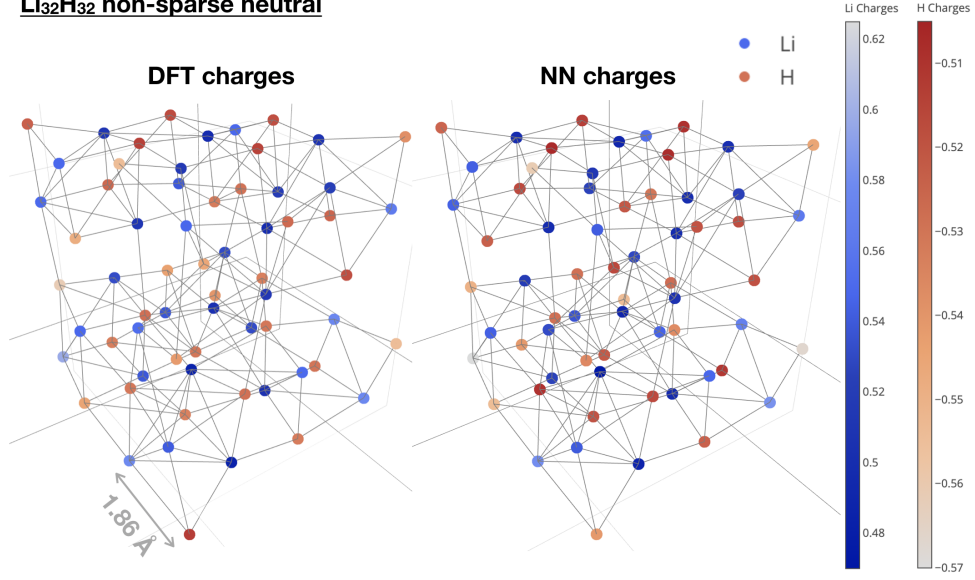 Li32H32 non-sparse neutral
Li Charges
H Charges
Li
H
DFT charges
NN charges
1.86 Å
0.62
0.6
0.58
0.56
0.54
0.52
0.5
0.48
−0.51
−0.52
−0.53
−0.54
−0.55
−0.56
−0.57